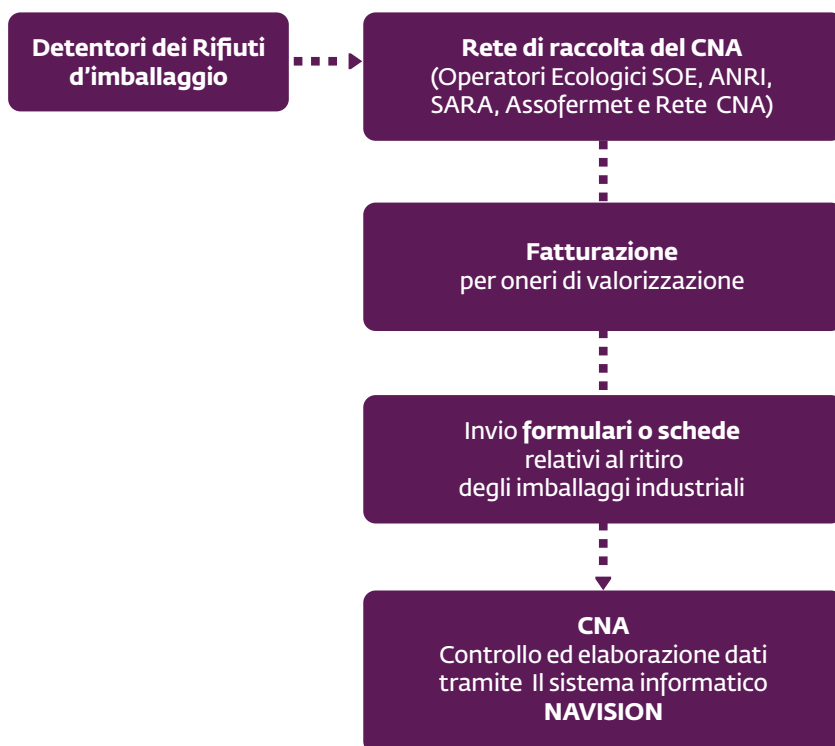 Detentori dei Rifiuti
d'imballaggio
Rete di raccolta del CNA
(Operatori Ecologici SOE, ANRI,
SARA, Assofermet e Rete CNA)
Fatturazione
per oneri di valorizzazione
Invio formulari o schede
relativi al ritiro
degli imballaggi industriali
CNA
Controllo ed elaborazione dati
tramite Il sistema informatico
NAVISION